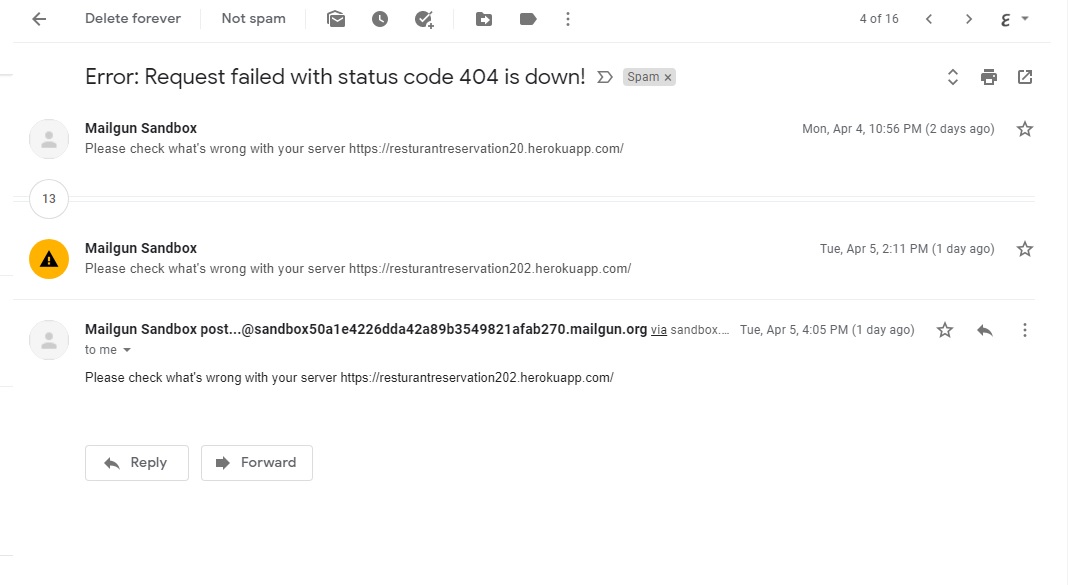 Delete forever Not spam 4 of 16 ε
Error: Request failed with status code 404 is down! Spam ×
Mailgun Sandbox Mon, Apr 4, 10:56 PM (2 days ago)
Please check what's wrong with your server https://resturantreservation20.herokuapp.com/
13
Mailgun Sandbox Tue, Apr 5, 2:11 PM (1 day ago)
Please check what's wrong with your server https://resturantreservation202.herokuapp.com/
Mailgun Sandbox post...@sandbox50a1e4226dda42a89b3549821afab270.mailgun.org via sandbox.... Tue, Apr 5, 4:05 PM (1 day ago)
to me
Please check what's wrong with your server https://resturantreservation202.herokuapp.com/
Reply Forward